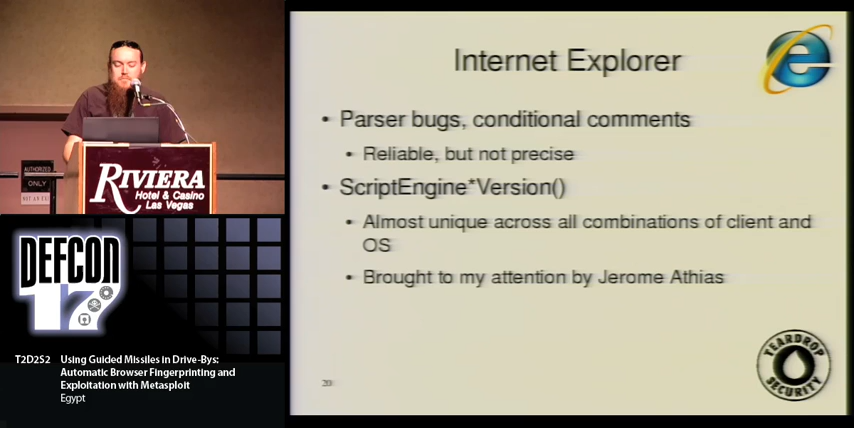 Internet Explorer
• Parser bugs, conditional comments
• Reliable, but not precise
• ScriptEngine*Version()
• Almost unique across all combinations of client and
OS
• Brought to my attention by Jerome Athias
20
TEARDROP
SECURITY
AUTHORIZED
ONLY
RIVIERA
Hotel & Casino
Las Vegas
DEFCON
17
T2D2S2 Using Guided Missiles in Drive-Bys:
Automatic Browser Fingerprinting and
Exploitation with Metasploit
Egypt